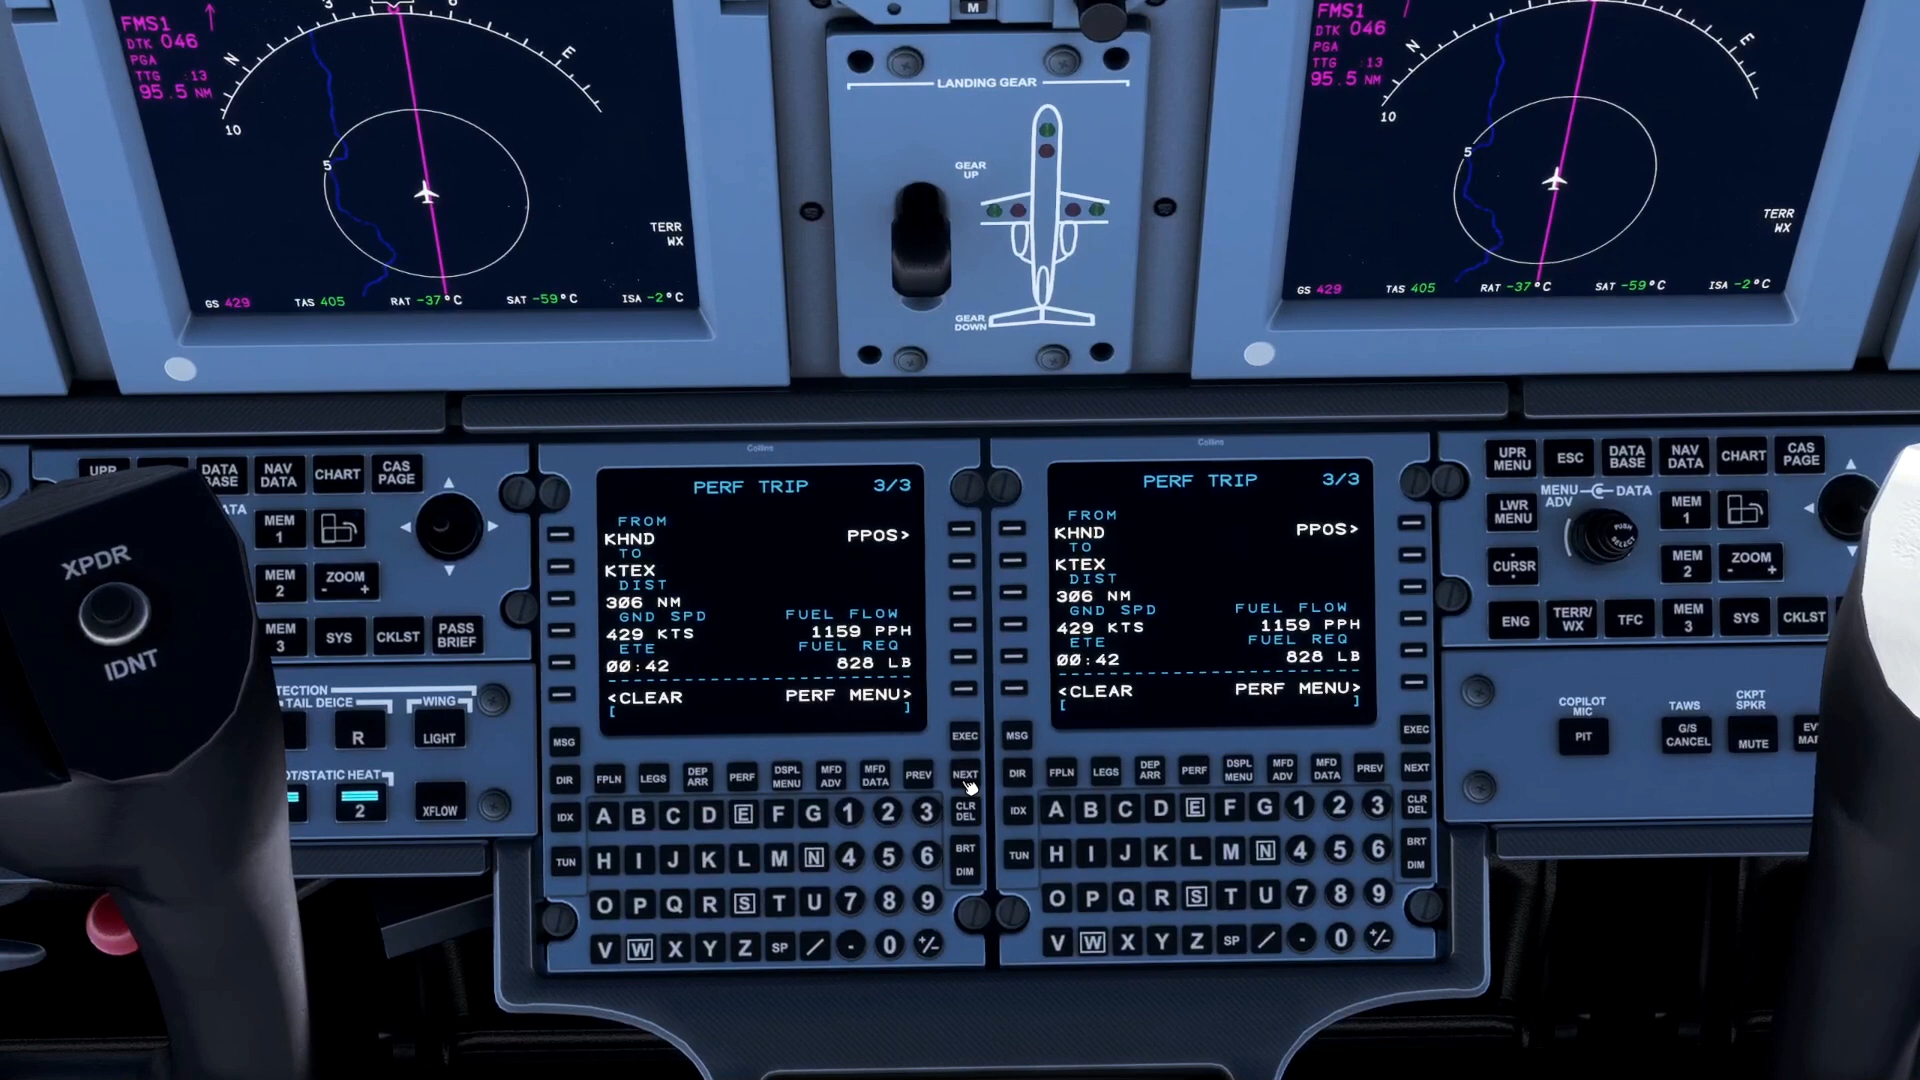 FMS1
DTK 046
PGA
TTG :13
95.5 NM
3
6
N
E
10
5
TERR
WX
GS 429 TAS 405 RAT -37°C SAT -59°C ISA -2°C
M
LANDING GEAR
GEAR
UP
GEAR
DOWN
FMS1
DTK 046
PGA
TTG :13
95.5 NM
N
E
10
5
TERR
WX
GS 429 TAS 405 RAT -37°C SAT -59°C ISA -2°C
XPDR
IDNT
UPR
DATA
BASE
NAV
DATA
CHART
CAS
PAGE
MEM
1
MEM
2
ZOOM
- +
MEM
3
SYS
CKLST
PASS
BRIEF
TAIL DEICE
WING
R
LIGHT
OT/STATIC HEAT
2
XFLOW
Collins
PERF TRIP 3/3
FROM
KHND PPOS>
TO
KTEX
DIST
306 NM
GND SPD FUEL FLOW
429 KTS 1159 PPH
ETE FUEL REQ
00:42 828 LB
--------------------
<CLEAR PERF MENU>
[ ]
MSG
EXEC
DIR
FPLN
LEGS
DEP
ARR
PERF
DSPL
MENU
MFD
ADV
MFD
DATA
PREV
NEXT
IDX
A B C D E F G 1 2 3
CLR
DEL
TUN
H I J K L M N 4 5 6
BRT
DIM
O P Q R S T U 7 8 9
V W X Y Z SP / . 0 +/-
Collins
PERF TRIP 3/3
FROM
KHND PPOS>
TO
KTEX
DIST
306 NM
GND SPD FUEL FLOW
429 KTS 1159 PPH
ETE FUEL REQ
00:42 828 LB
--------------------
<CLEAR PERF MENU>
[ ]
MSG
EXEC
DIR
FPLN
LEGS
DEP
ARR
PERF
DSPL
MENU
MFD
ADV
MFD
DATA
PREV
NEXT
IDX
A B C D E F G 1 2 3
CLR
DEL
TUN
H I J K L M N 4 5 6
BRT
DIM
O P Q R S T U 7 8 9
V W X Y Z SP / . 0 +/-
UPR
MENU
ESC
DATA
BASE
NAV
DATA
CHART
CAS
PAGE
LWR
MENU
MENU
ADV
DATA
PUSH
SELECT
MEM
1
CURSR
MEM
2
ZOOM
- +
ENG
TERR/
WX
TFC
MEM
3
SYS
CKLST
COPILOT
MIC
PIT
TAWS
G/S
CANCEL
CKPT
SPKR
MUTE